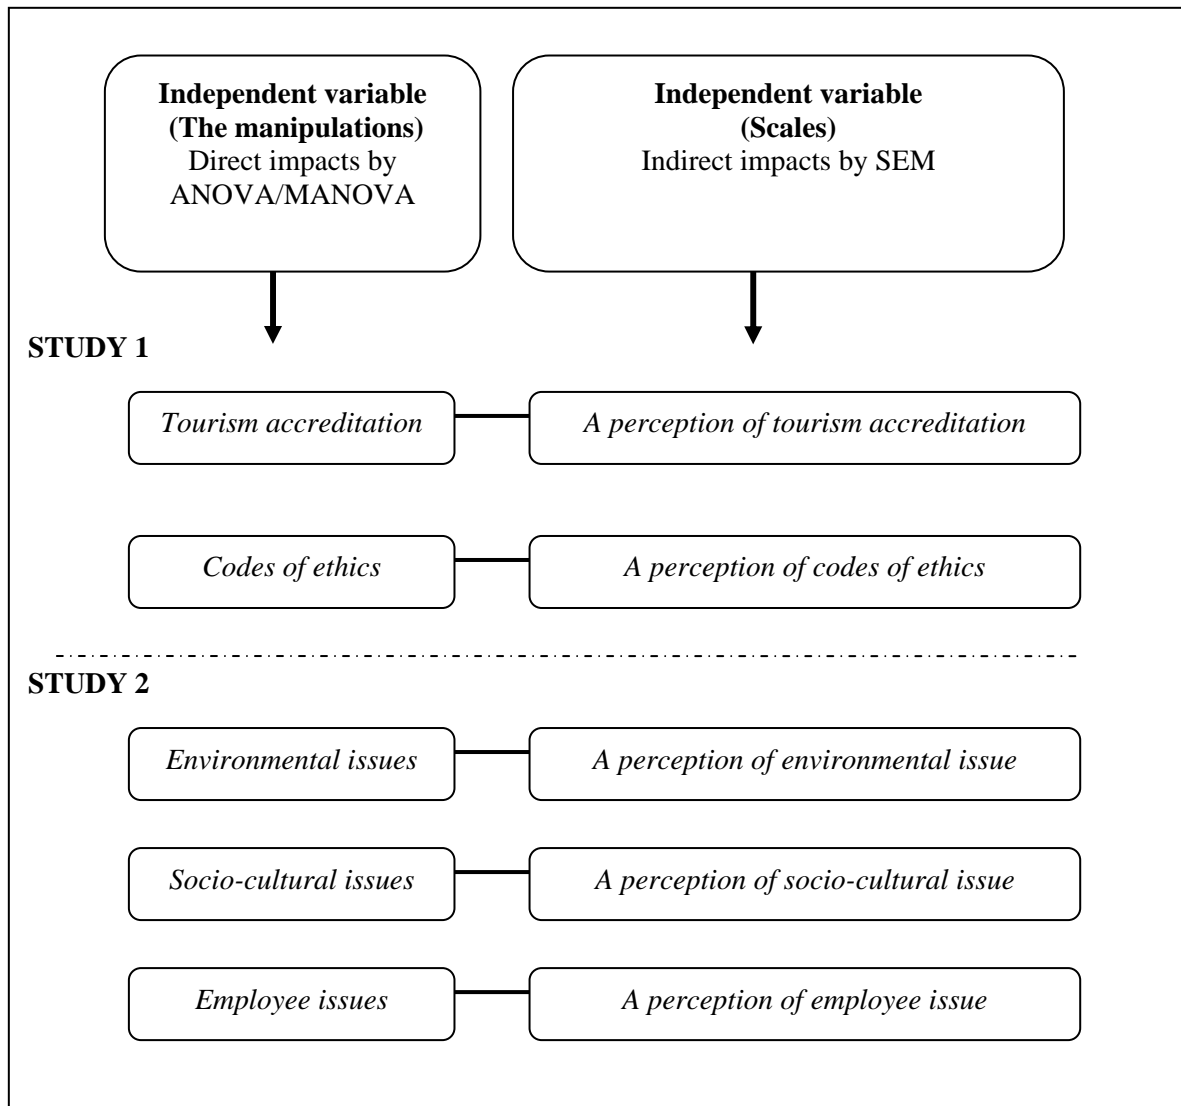 Independent variable
(The manipulations)
Direct impacts by
ANOVA/MANOVA
Independent variable
(Scales)
Indirect impacts by SEM
STUDY 1
Tourism accreditation
A perception of tourism accreditation
Codes of ethics
A perception of codes of ethics
STUDY 2
Environmental issues
A perception of environmental issue
Socio-cultural issues
A perception of socio-cultural issue
Employee issues
A perception of employee issue